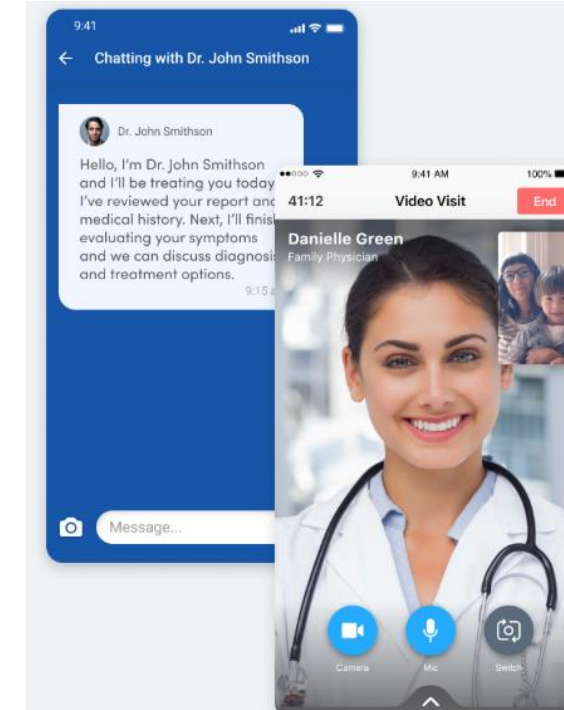 9:41
Chatting with Dr. John Smithson
Dr. John Smithson
Hello, I'm Dr. John Smithson
and I'll be treating you today
I've reviewed your report and
medical history. Next, I'll finish
evaluating your symptoms
and we can discuss diagnosis
and treatment options.
9:15
Message...
9:41 AM
100%
41:12
Video Visit
End
Danielle Green
Family Physician
Camera
Mic
Switch